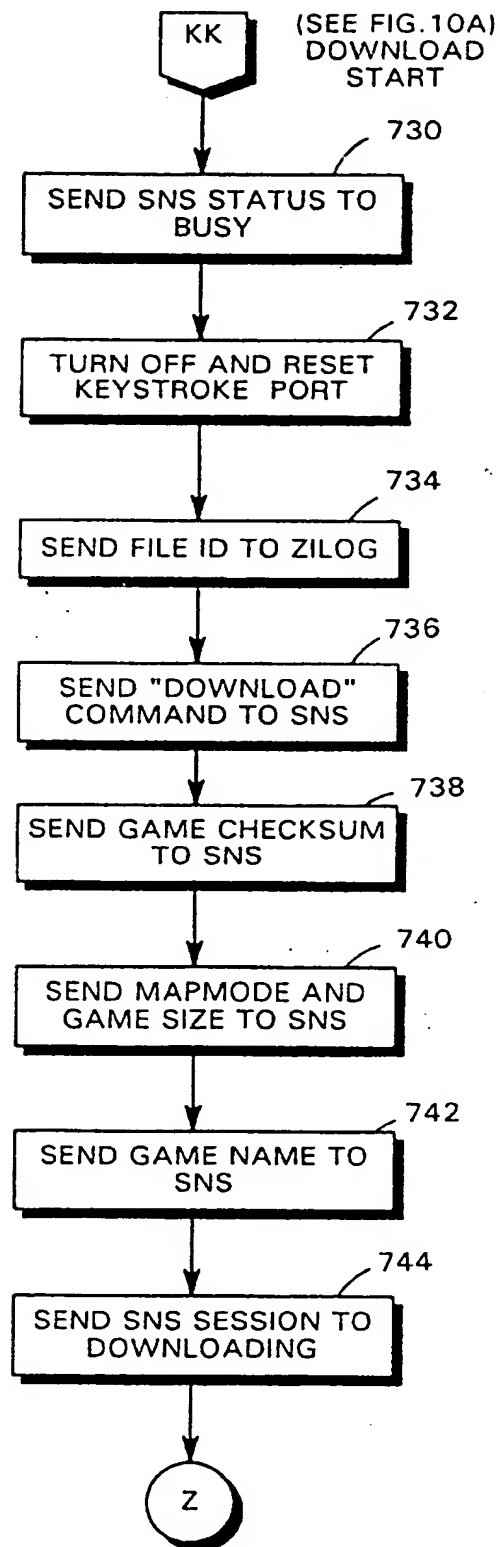 KK
(SEE FIG.10A)
DOWNLOAD
START
730
SEND SNS STATUS TO
BUSY
732
TURN OFF AND RESET
KEYSTROKE PORT
734
SEND FILE ID TO ZILOG
736
SEND "DOWNLOAD"
COMMAND TO SNS
738
SEND GAME CHECKSUM
TO SNS
740
SEND MAPMODE AND
GAME SIZE TO SNS
742
SEND GAME NAME TO
SNS
744
SEND SNS SESSION TO
DOWNLOADING
Z